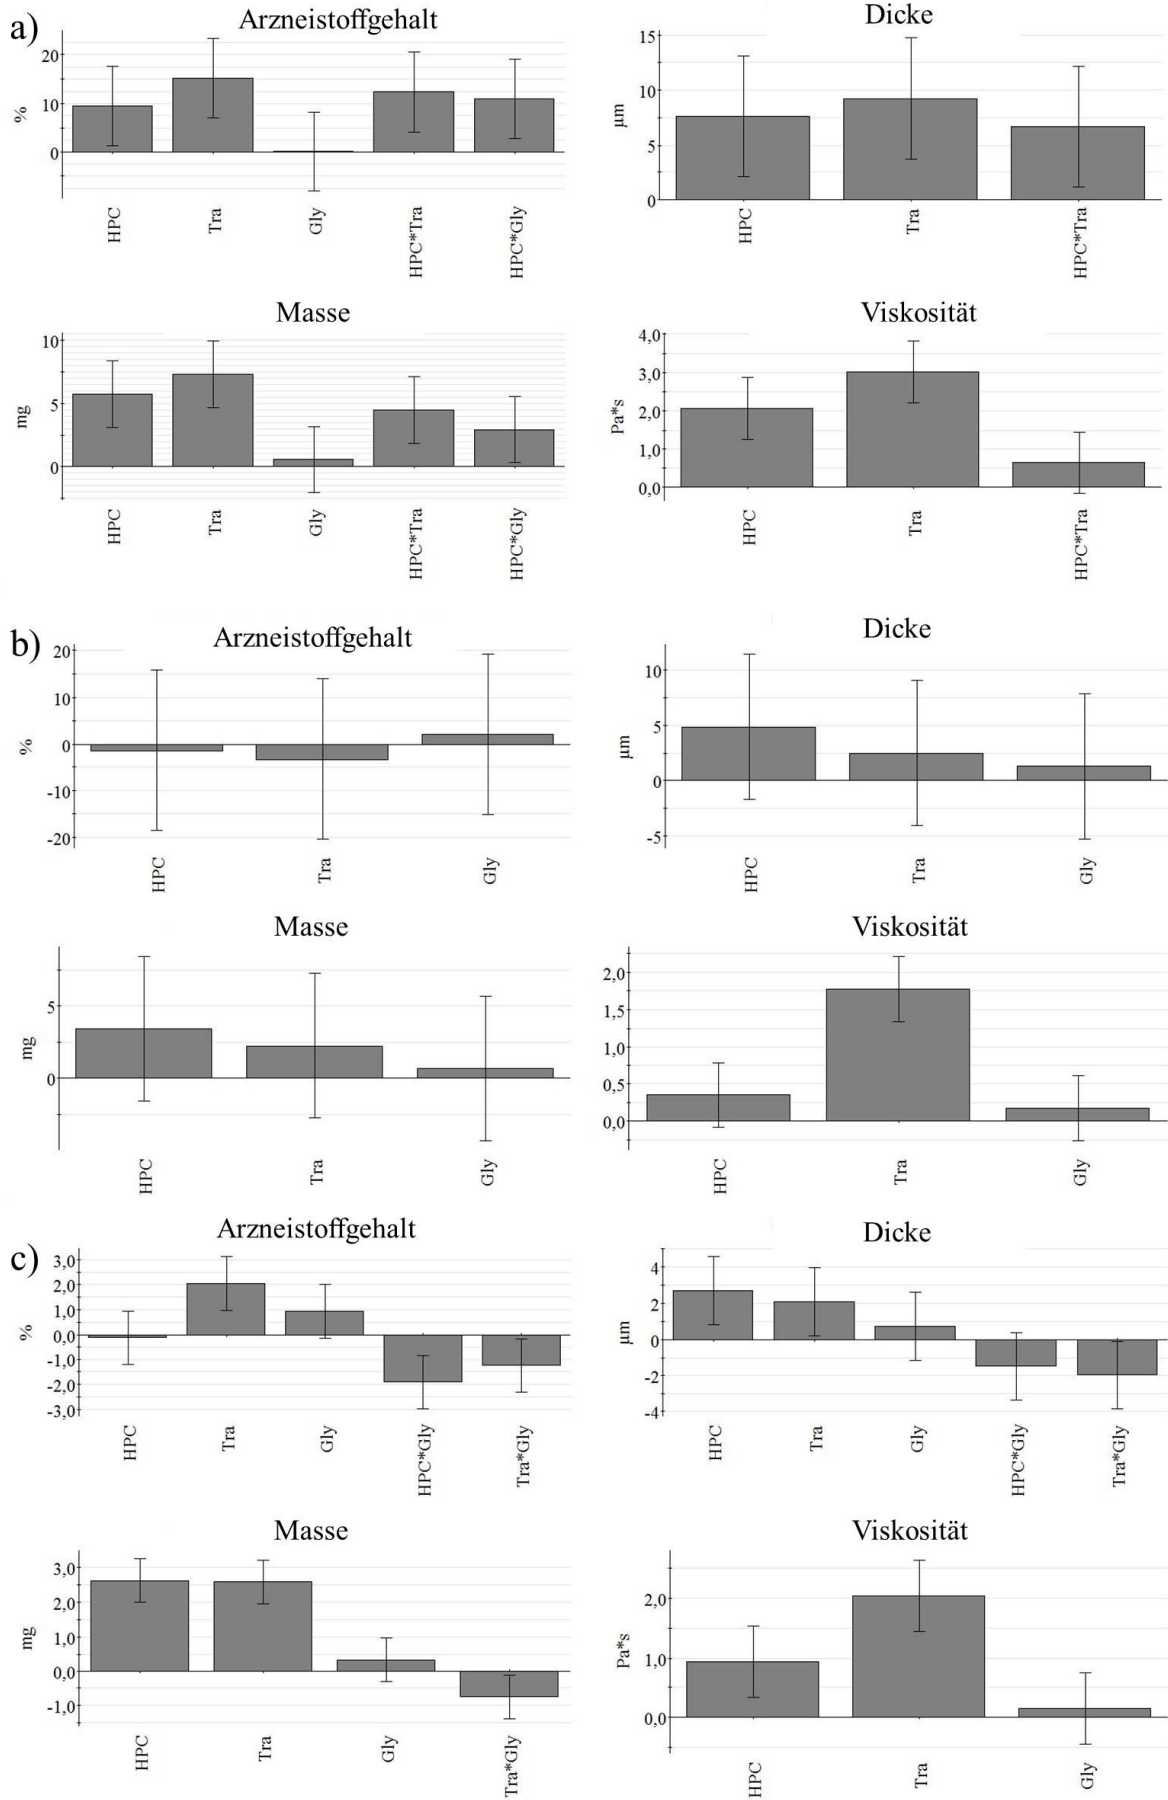 a)
Arzneistoffgehalt
%
20
10
0
HPC
Tra
Gly
HPC*Tra
HPC*Gly
Dicke
µm
15
10
5
0
HPC
Tra
HPC*Tra
Masse
mg
10
5
0
HPC
Tra
Gly
HPC*Tra
HPC*Gly
Viskosität
Pa*s
4,0
3,0
2,0
1,0
0,0
HPC
Tra
HPC*Tra
b)
Arzneistoffgehalt
%
20
10
0
-10
-20
HPC
Tra
Gly
Dicke
µm
10
5
0
-5
HPC
Tra
Gly
Masse
mg
5
0
HPC
Tra
Gly
Viskosität
2,0
1,5
1,0
0,5
0,0
HPC
Tra
Gly
c)
Arzneistoffgehalt
%
3,0
2,0
1,0
0,0
-1,0
-2,0
-3,0
HPC
Tra
Gly
HPC*Gly
Tra*Gly
Dicke
µm
4
2
0
-2
-4
HPC
Tra
Gly
HPC*Gly
Tra*Gly
Masse
mg
3,0
2,0
1,0
0,0
-1,0
HPC
Tra
Gly
Tra*Gly
Viskosität
Pa*s
2,0
1,0
0,0
HPC
Tra
Gly